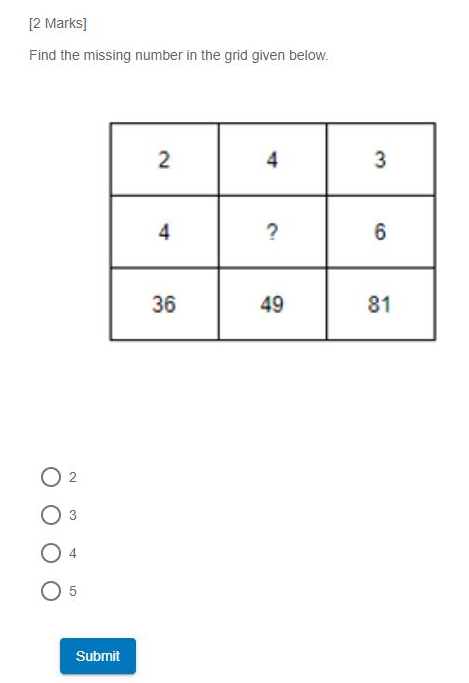 [2 Marks]
Find the missing number in the grid given below.
2 4 3
4 ? 6
36 49 81
2
3
4
5
Submit